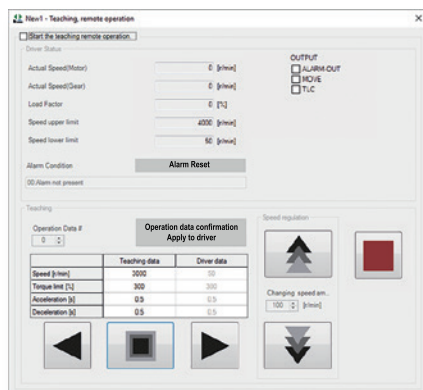 New1 - Teaching, remote operation
Start the teaching remote operation.
Driver Status
Actual Speed(Motor) 0 [r/min]
Actual Speed(Gear) 0 [r/min]
Load Factor 0 [%]
Speed upper limit 4000 [r/min]
Speed lower limit 50 [r/min]
OUTPUT
ALARM-OUT
MOVE
TLC
Alarm Condition Alarm Reset
00:Alarm not present
Teaching
Operation Data #
0
Operation data confirmation
Apply to driver
Teaching data Driver data
Speed [r/min] 3000
Torque limit [%] 300 300
Acceleration [s] 0.5 0.5
Deceleration [s] 0.5 0.5
Speed regulation
Changing speed am...
100 [r/min]